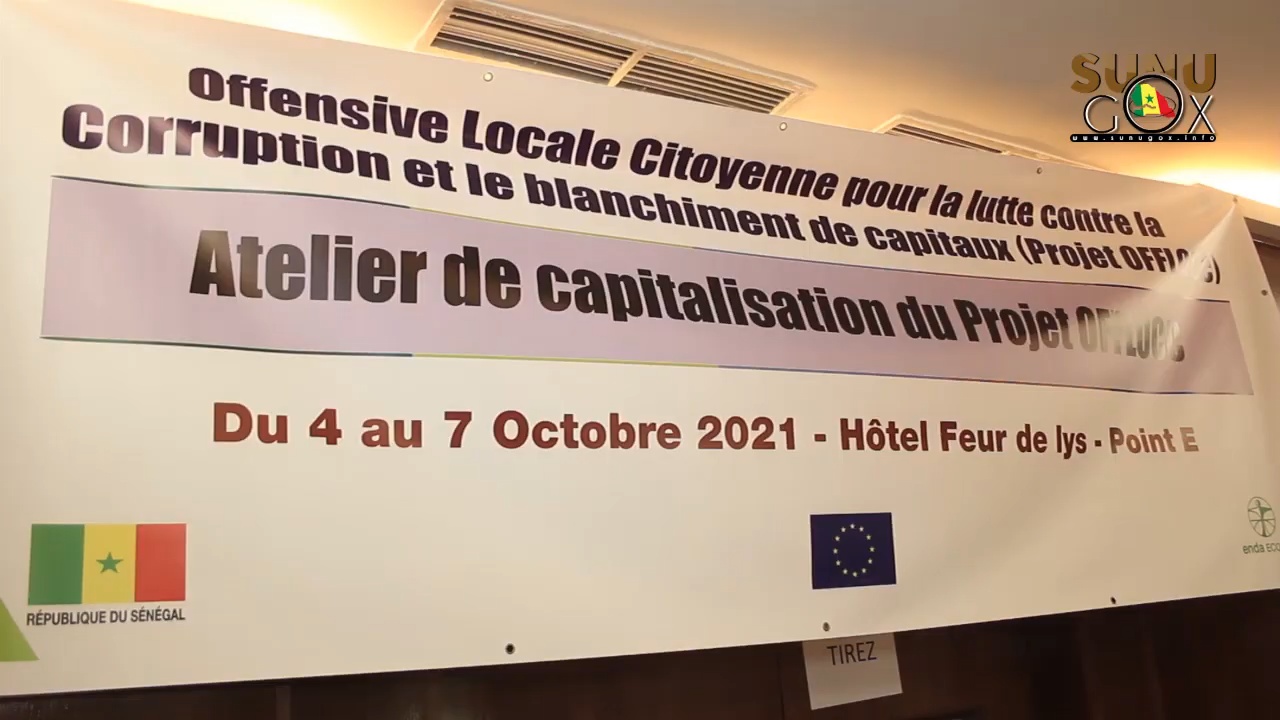 SUNU
GOX
www.sunugox.info
Offensive Locale Citoyenne pour la lutte contre la
Corruption et le blanchiment de capitaux (Projet OFFLOCC)
Atelier de capitalisation du Projet OFFLOCC
Du 4 au 7 Octobre 2021 - Hôtel Feur de lys - Point E
RÉPUBLIQUE DU SÉNÉGAL
enda
TIREZ